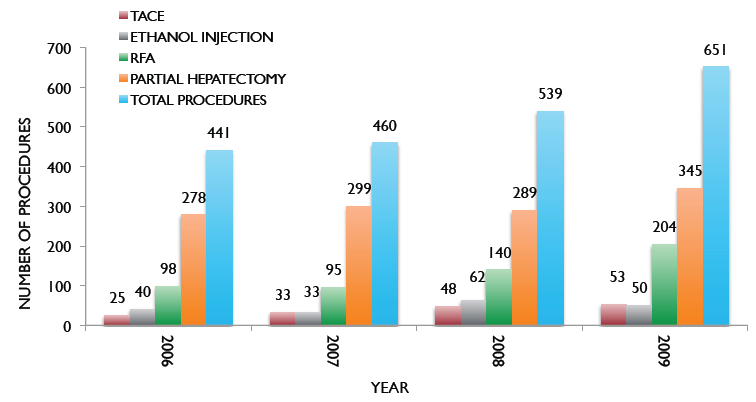 TACE
ETHANOL INJECTION
RFA
PARTIAL HEPATECTOMY
TOTAL PROCEDURES
NUMBER OF PROCEDURES
700
600
500
400
300
200
100
0
25 40 98 278 441
33 33 95 299 460
48 62 140 289 539
53 50 204 345 651
2006 2007 2008 2009
YEAR